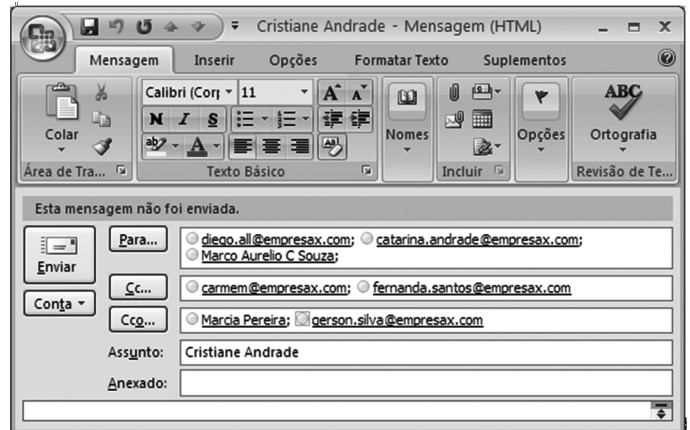 Cristiane Andrade - Mensagem (HTML)
Mensagem Inserir Opções Formatar Texto Suplementos
Calibri (Corp 11 A A
Colar
N I S
ab
A
Nomes
Opções
ABC
Ortografia
Área de Tra... Texto Básico Incluir Revisão de Te...
Esta mensagem não foi enviada.
Enviar
Conta
Para... diego.all@empresax.com; catarina.andrade@empresax.com;
Marco Aurelio C Souza;
Cc... carmem@empresax.com; fernanda.santos@empresax.com
Cco... Marcia Pereira; gerson.silva@empresax.com
Assunto: Cristiane Andrade
Anexado: